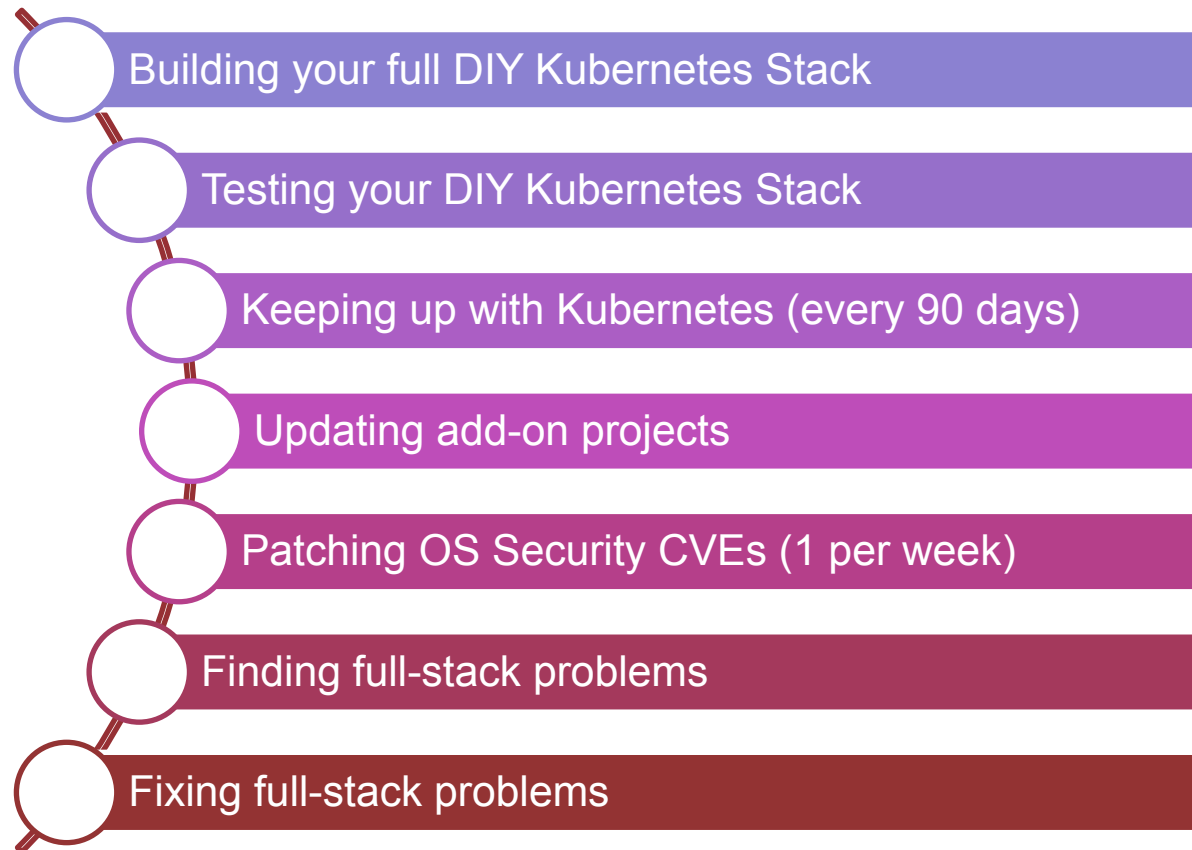 Building your full DIY Kubernetes Stack
Testing your DIY Kubernetes Stack
Keeping up with Kubernetes (every 90 days)
Updating add-on projects
Patching OS Security CVEs (1 per week)
Finding full-stack problems
Fixing full-stack problems